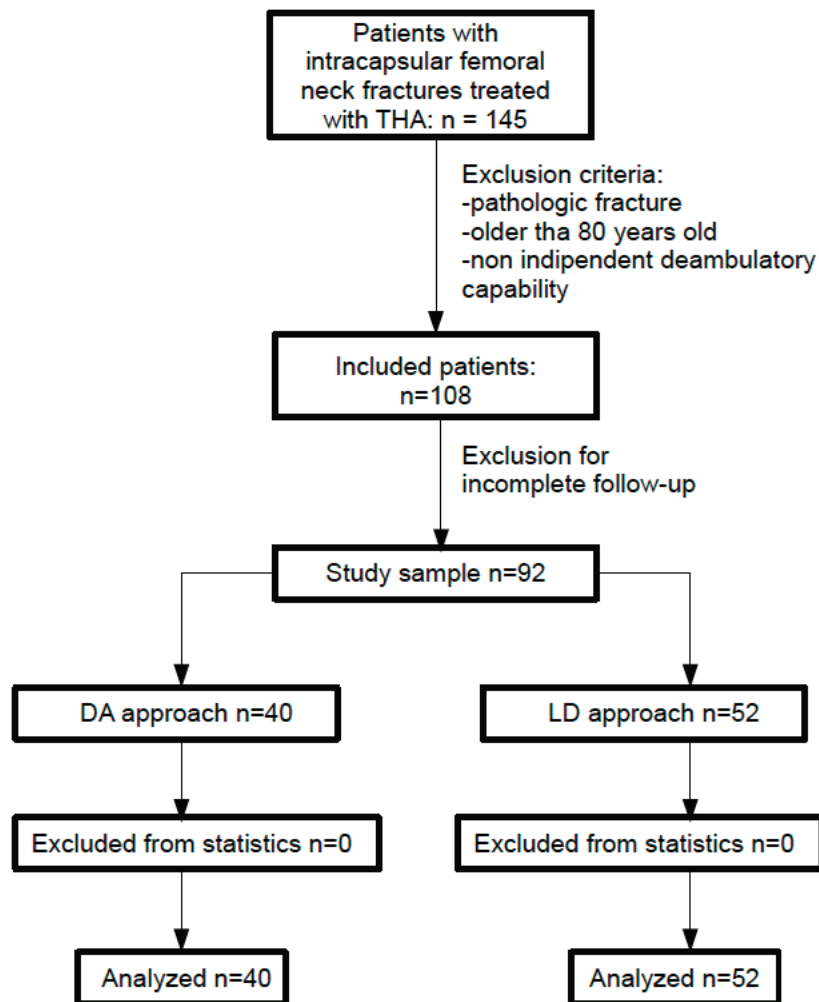 Patients with
intracapsular femoral
neck fractures treated
with THA: n = 145
Exclusion criteria:
-pathologic fracture
-older tha 80 years old
-non indipendent deambulatory
capability
Included patients:
n=108
Exclusion for
incomplete follow-up
Study sample n=92
DA approach n=40
LD approach n=52
Excluded from statistics n=0
Excluded from statistics n=0
Analyzed n=40
Analyzed n=52